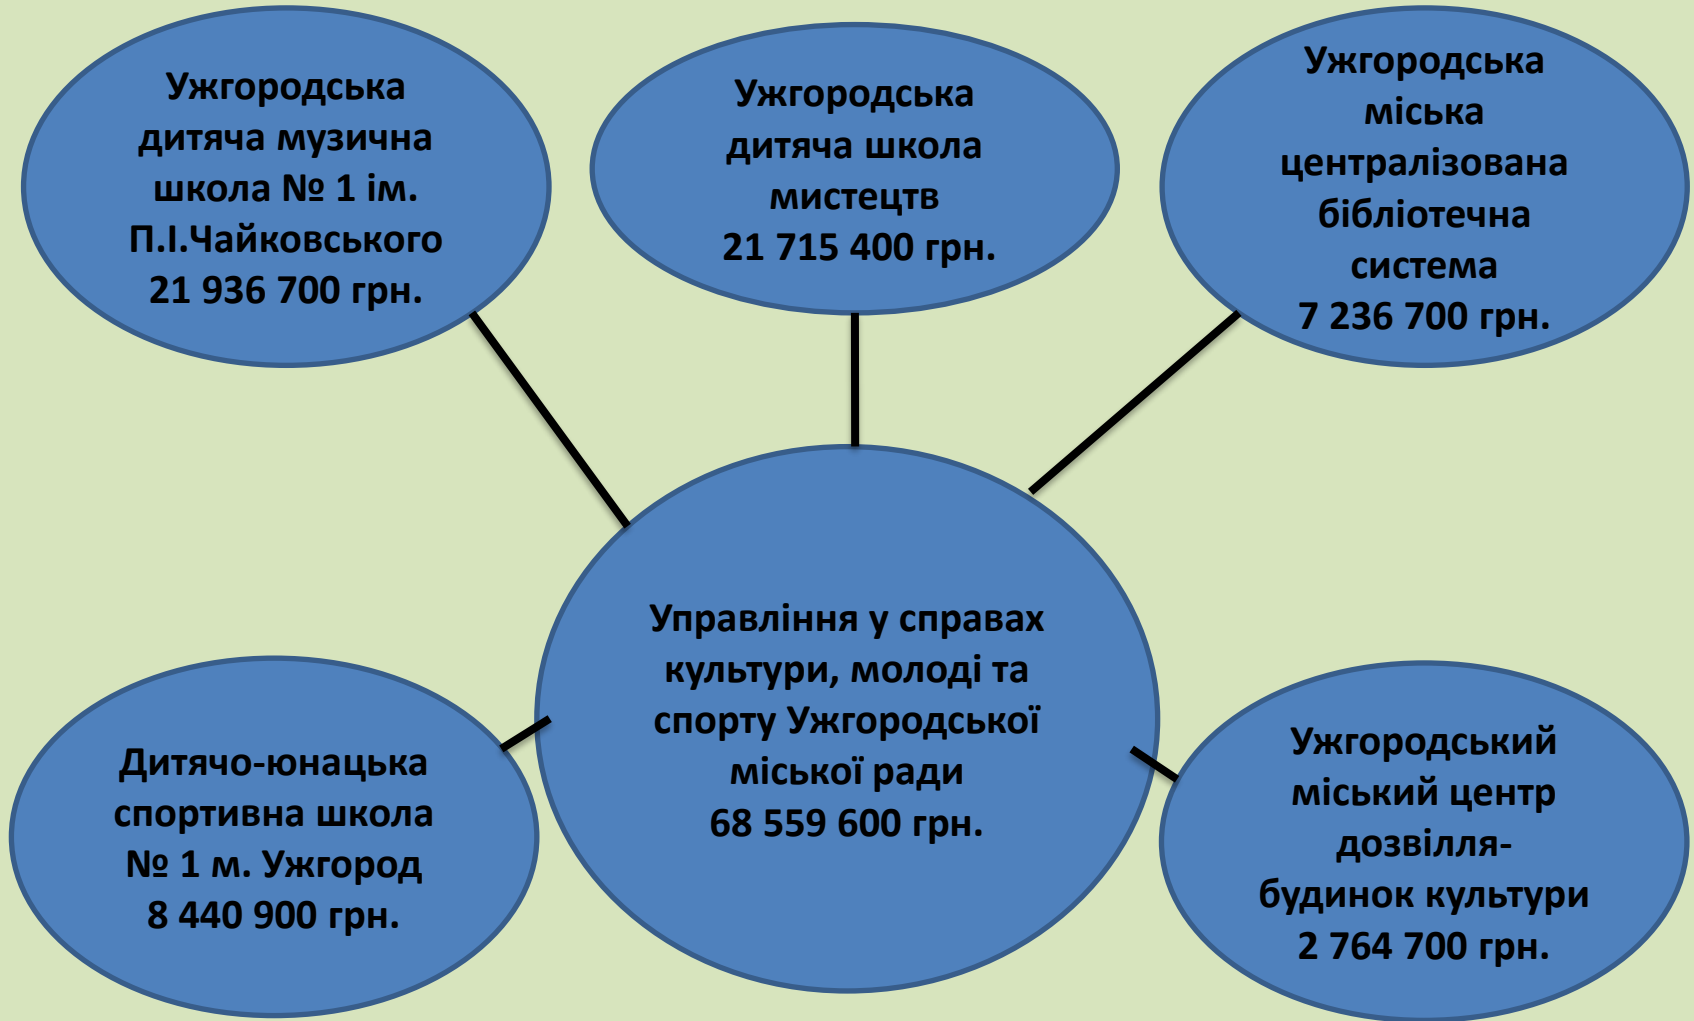 Ужгородська
дитяча музична
школа № 1 ім.
П.І.Чайковського
21 936 700 грн.
Ужгородська
дитяча школа
мистецтв
21 715 400 грн.
Ужгородська
міська
централізована
бібліотечна
система
7 236 700 грн.
Управління у справах
культури, молоді та
спорту Ужгородської
міської ради
68 559 600 грн.
Дитячо-юнацька
спортивна школа
№ 1 м. Ужгород
8 440 900 грн.
Ужгородський
міський центр
дозвілля-
будинок культури
2 764 700 грн.